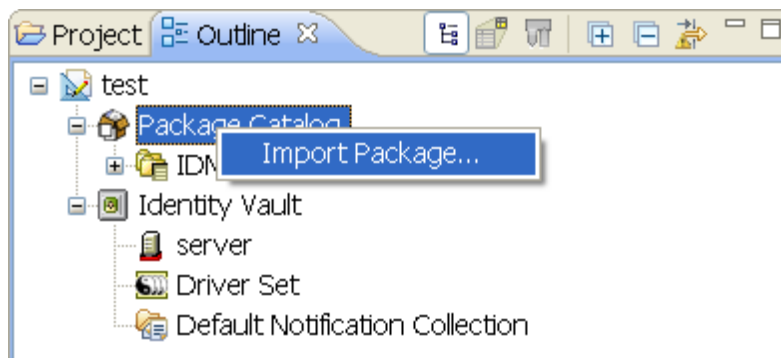 Project Outline
test
Package Catalog
Import Package...
IDM
Identity Vault
server
Driver Set
Default Notification Collection